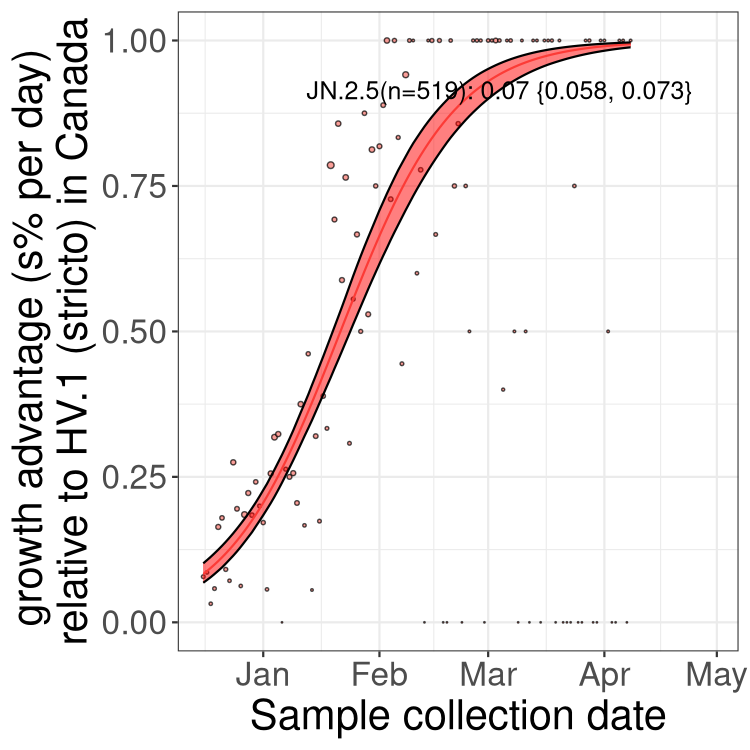 growth advantage (s% per day)
relative to HV.1 (stricto) in Canada
1.00
0.75
0.50
0.25
0.00
JN.2.5(n=519): 0.07 {0.058, 0.073}
Jan Feb Mar Apr May
Sample collection date